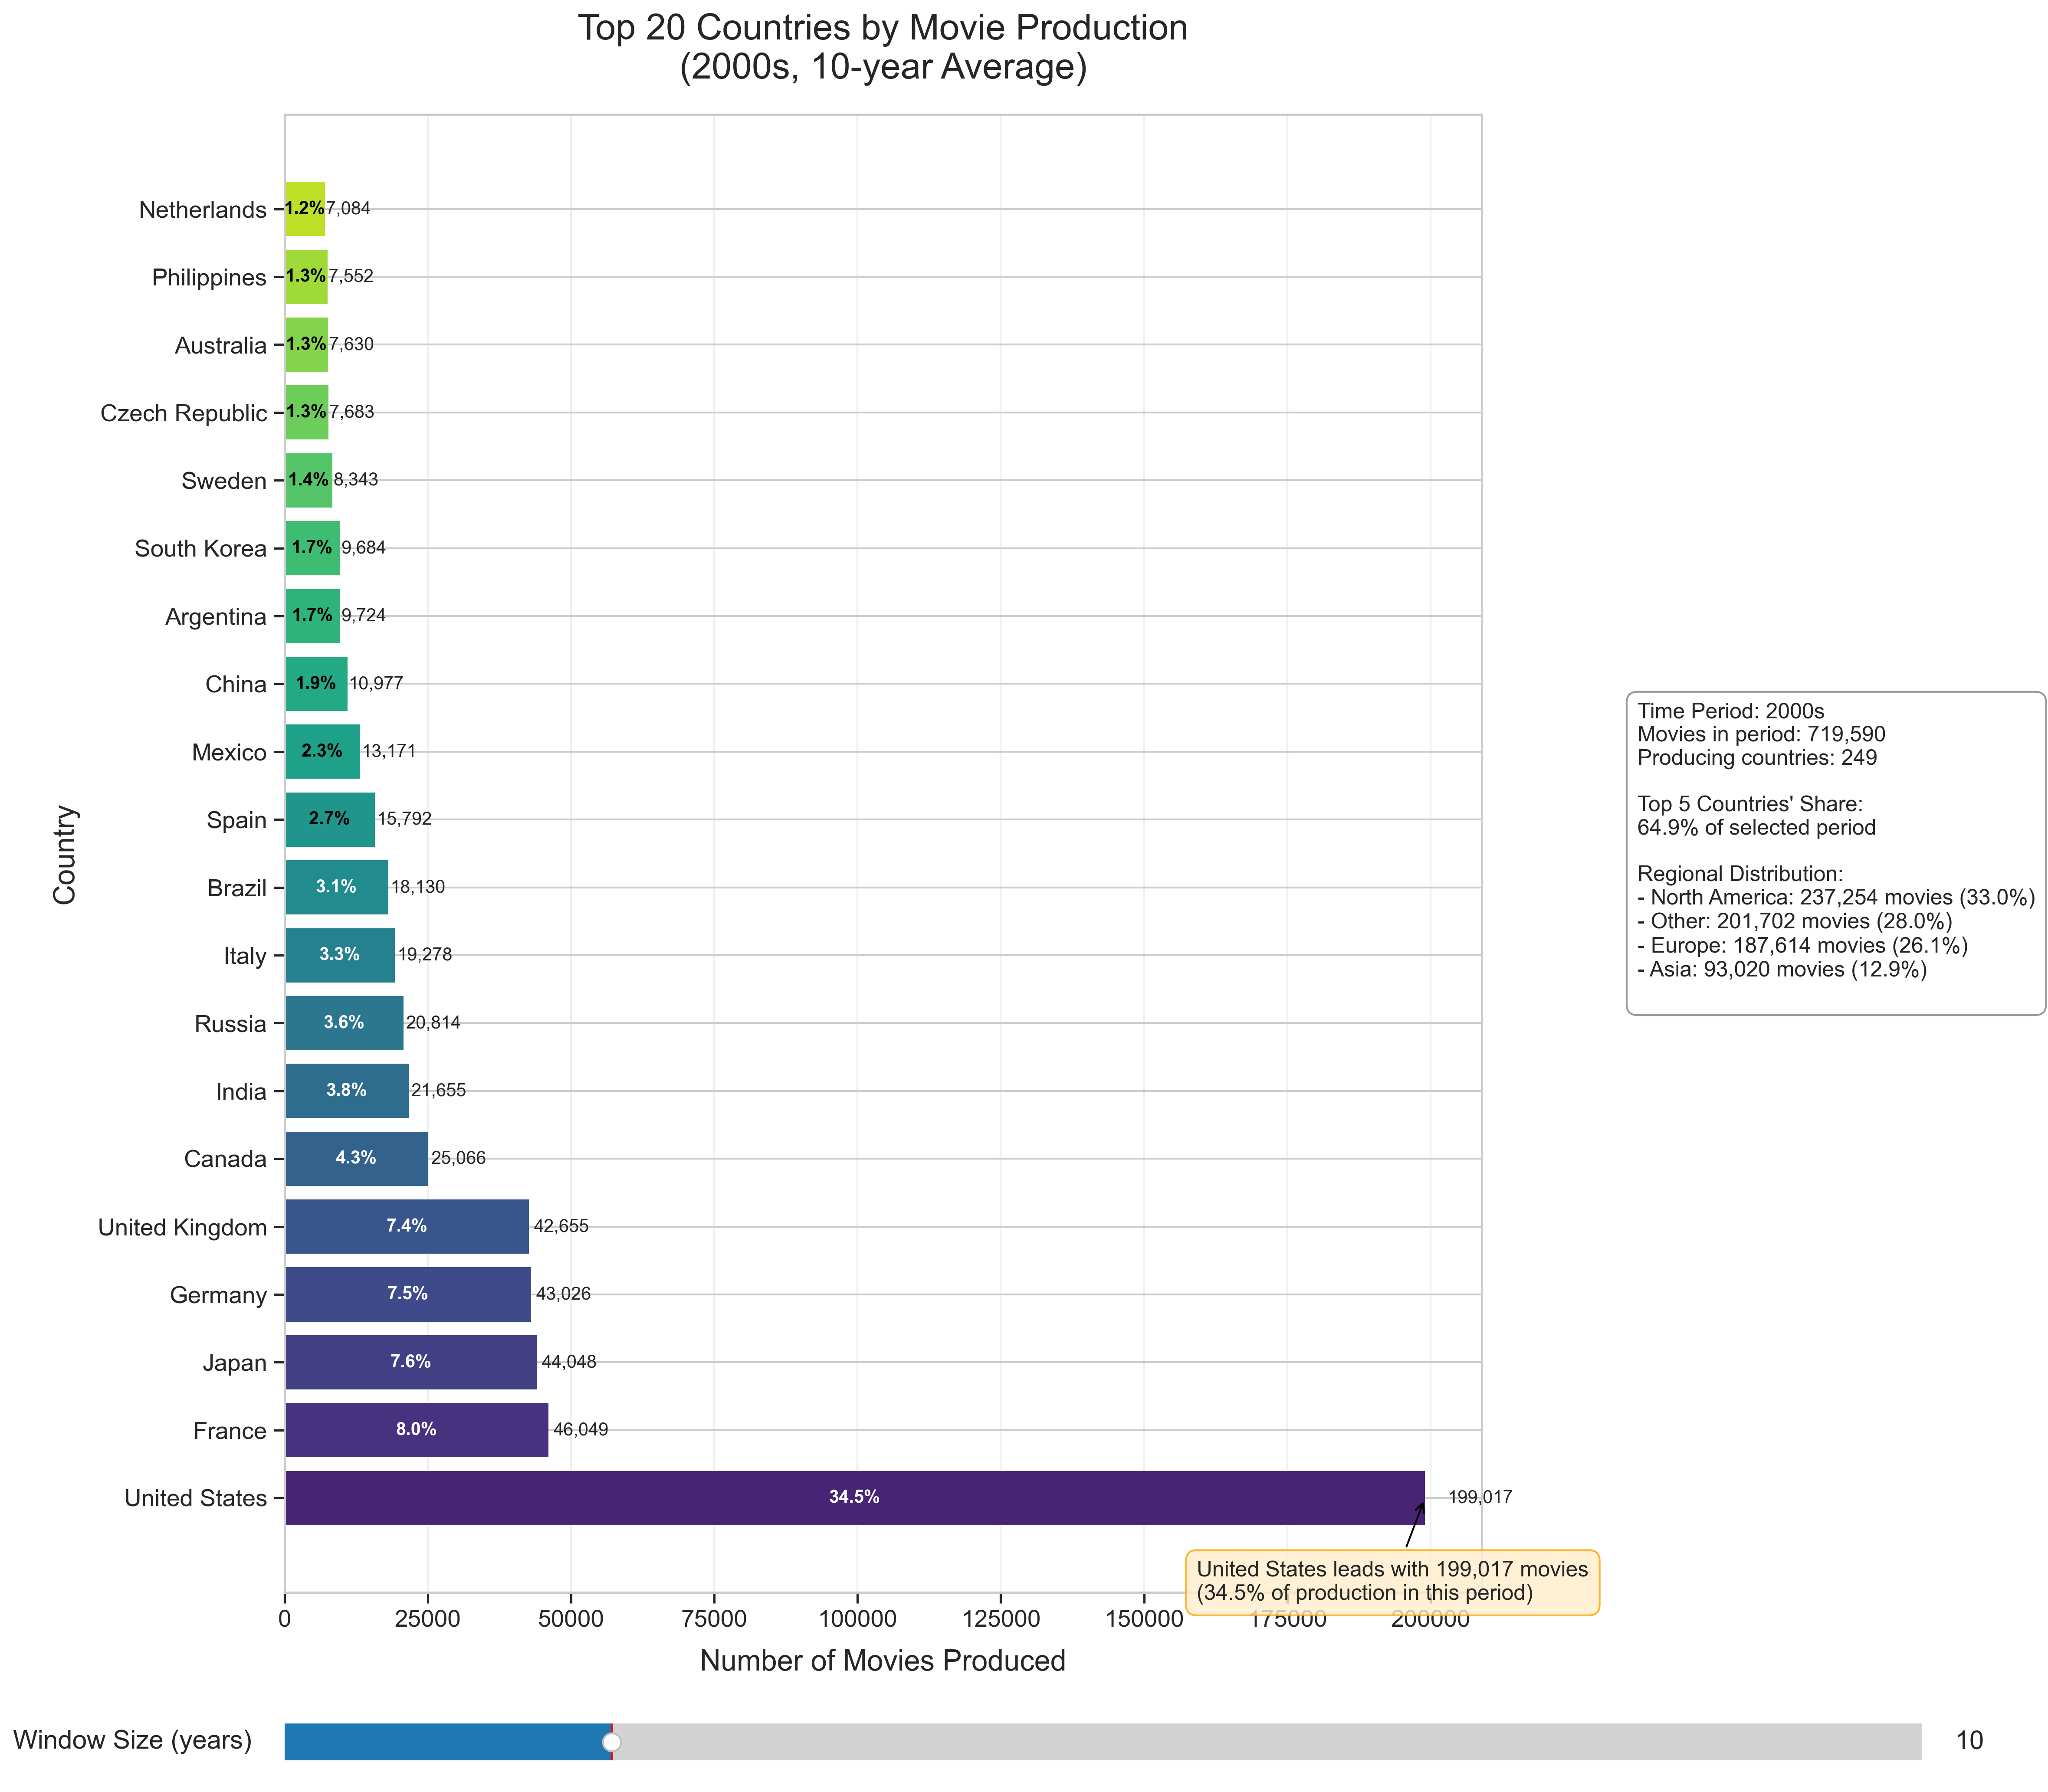 Top 20 Countries by Movie Production
(2000s, 10-year Average)
Country
Netherlands 1.2% 7,084
Philippines 1.3% 7,552
Australia 1.3% 7,630
Czech Republic 1.3% 7,683
Sweden 1.4% 8,343
South Korea 1.7% 9,684
Argentina 1.7% 9,724
China 1.9% 10,977
Mexico 2.3% 13,171
Spain 2.7% 15,792
Brazil 3.1% 18,130
Italy 3.3% 19,278
Russia 3.6% 20,814
India 3.8% 21,655
Canada 4.3% 25,066
United Kingdom 7.4% 42,655
Germany 7.5% 43,026
Japan 7.6% 44,048
France 8.0% 46,049
United States 34.5% 199,017
United States leads with 199,017 movies
(34.5% of production in this period)
0 25000 50000 75000 100000 125000 150000 175000 200000
Number of Movies Produced
Time Period: 2000s
Movies in period: 719,590
Producing countries: 249
Top 5 Countries' Share:
64.9% of selected period
Regional Distribution:
- North America: 237,254 movies (33.0%)
- Other: 201,702 movies (28.0%)
- Europe: 187,614 movies (26.1%)
- Asia: 93,020 movies (12.9%)
Window Size (years) 10